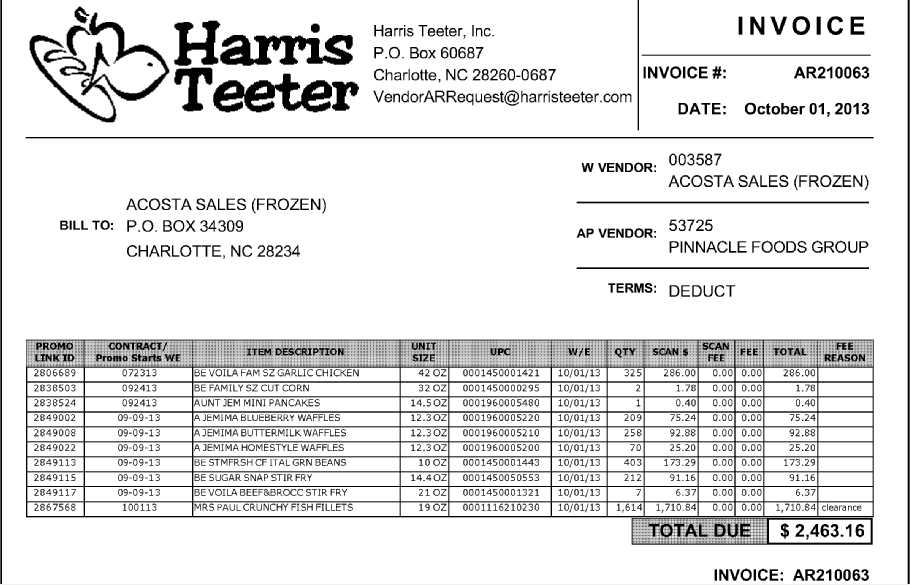 Harris Teeter
Harris Teeter, Inc.
P.O. Box 60687
Charlotte, NC 28260-0687
VendorARRequest@harristeeter.com
INVOICE
INVOICE #: AR210063
DATE: October 01, 2013
BILL TO: ACOSTA SALES (FROZEN)
P.O. BOX 34309
CHARLOTTE, NC 28234
W VENDOR: 003587
ACOSTA SALES (FROZEN)
AP VENDOR: 53725
PINNACLE FOODS GROUP
TERMS: DEDUCT
PROMO LINK ID CONTRACT/ Promo Starts WE ITEM DESCRIPTION UNIT SIZE UPC W/E QTY SCAN $ SCAN FEE FEE TOTAL FEE REASON
2806689 072313 BE VOILA FAM SZ GARLIC CHICKEN 42 OZ 0001450001421 10/01/13 325 286.00 0.00 0.00 286.00
2838503 092413 BE FAMILY SZ CUT CORN 32 OZ 0001450000295 10/01/13 2 1.78 0.00 0.00 1.78
2838524 092413 AUNT JEM MINI PANCAKES 14.5 OZ 0001960005480 10/01/13 1 0.40 0.00 0.00 0.40
2849002 09-09-13 A JEMIMA BLUEBERRY WAFFLES 12.3 OZ 0001960005220 10/01/13 209 75.24 0.00 0.00 75.24
2849008 09-09-13 A JEMIMA BUTTERMILK WAFFLES 12.3 OZ 0001960005210 10/01/13 258 92.88 0.00 0.00 92.88
2849022 09-09-13 A JEMIMA HOMESTYLE WAFFLES 12.3 OZ 0001960005200 10/01/13 70 25.20 0.00 0.00 25.20
2849113 09-09-13 BE STMFRSH CF ITAL GRN BEANS 10 OZ 0001450001443 10/01/13 403 173.29 0.00 0.00 173.29
2849115 09-09-13 BE SUGAR SNAP STIR FRY 14.4 OZ 0001450050553 10/01/13 212 91.16 0.00 0.00 91.16
2849117 09-09-13 BE VOILA BEEF&BROCC STIR FRY 21 OZ 0001450001321 10/01/13 7 6.37 0.00 0.00 6.37
2867568 100113 MRS PAUL CRUNCHY FISH FILLETS 19 OZ 0001116210230 10/01/13 1,614 1,710.84 0.00 0.00 1,710.84 clearance
TOTAL DUE $ 2,463.16
INVOICE: AR210063